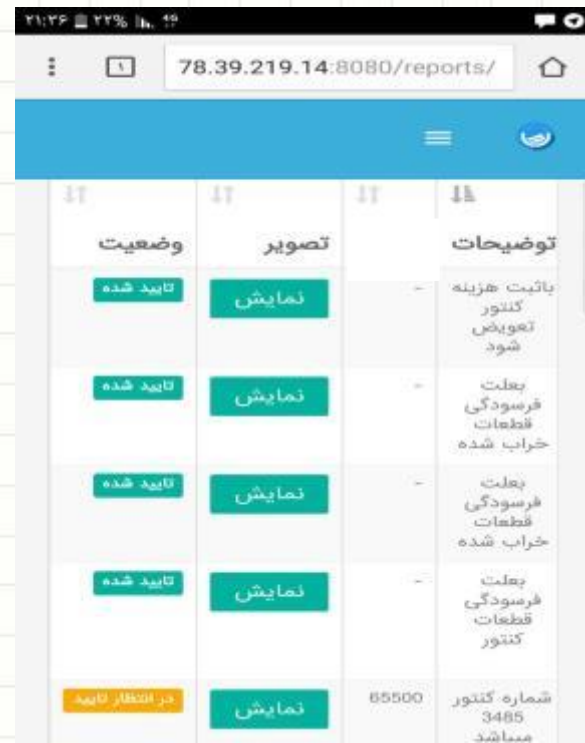 ۲۱:۳۶ ۲۲% 4G
78.39.219.14:8080/reports/
توضیحات تصویر وضعیت
باثبت هزینه
کنتور
تعویض
شود
- نمایش تایید شده
بعلت
فرسودگی
قطعات
خراب شده
- نمایش تایید شده
بعلت
فرسودگی
قطعات
خراب شده
- نمایش تایید شده
بعلت
فرسودگی
قطعات
کنتور
- نمایش تایید شده
شماره کنتور
3485
میباشد
65500 نمایش در انتظار تایید